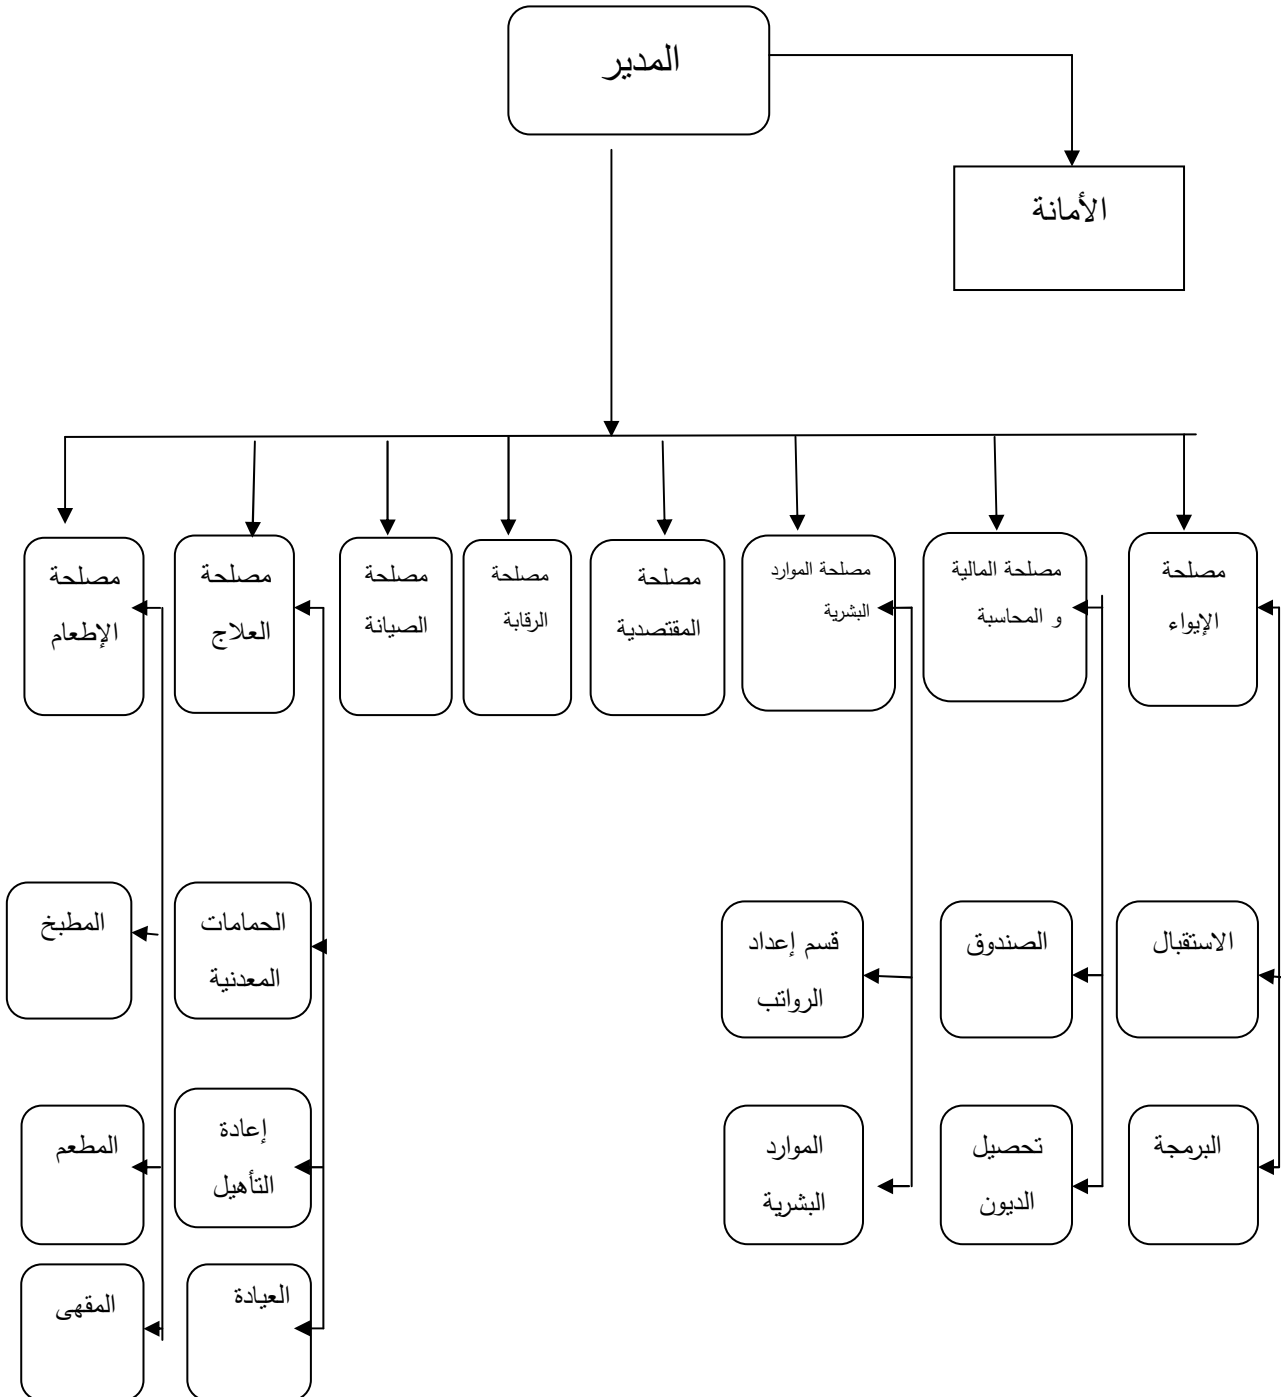 المدير
الأمانة
مصلحة
الإيواء
مصلحة المالية
و المحاسبة
مصلحة الموارد
البشرية
مصلحة
المقتصدية
مصلحة
الرقابة
مصلحة
الصيانة
مصلحة
العلاج
مصلحة
الإطعام
الاستقبال
الصندوق
قسم إعداد
الرواتب
الحمامات
المعدنية
المطبخ
البرمجة
تحصيل
الديون
الموارد
البشرية
إعادة
التأهيل
المطعم
العيادة
المقهى